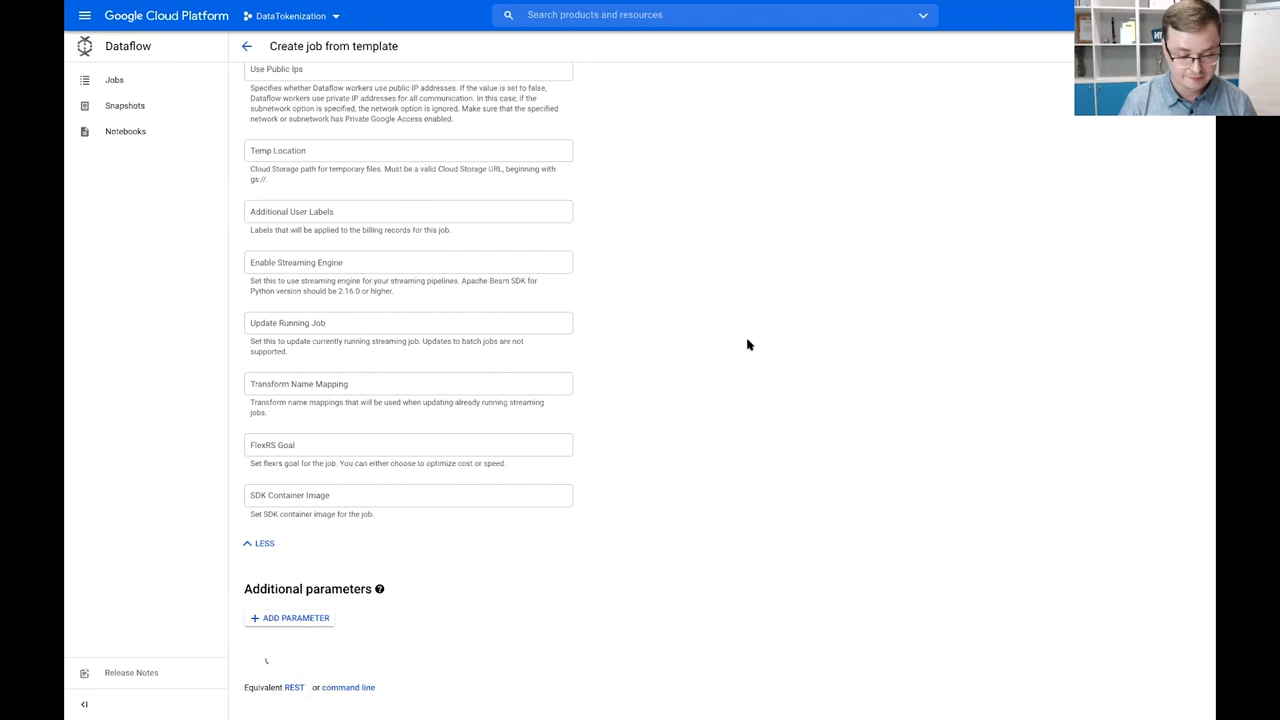 Google Cloud Platform
DataTokenization
Search products and resources
Dataflow
Create job from template
Jobs
Snapshots
Notebooks
Use Public Ips
Specifies whether Dataflow workers use public IP addresses. If the value is set to false,
Dataflow workers use private IP addresses for all communication. In this case, if the
subnetwork option is specified, the network option is ignored. Make sure that the specified
network or subnetwork has Private Google Access enabled.
Temp Location
Cloud Storage path for temporary files. Must be a valid Cloud Storage URL, beginning with
gs://.
Additional User Labels
Labels that will be applied to the billing records for this job.
Enable Streaming Engine
Set this to use streaming engine for your streaming pipelines. Apache Beam SDK for
Python version should be 2.16.0 or higher.
Update Running Job
Set this to update currently running streaming job. Updates to batch jobs are not
supported.
Transform Name Mapping
Transform name mappings that will be used when updating already running streaming
jobs.
FlexRS Goal
Set flexrs goal for the job. You can either choose to optimize cost or speed.
SDK Container Image
Set SDK container image for the job.
LESS
Additional parameters
ADD PARAMETER
Equivalent REST or command line
Release Notes